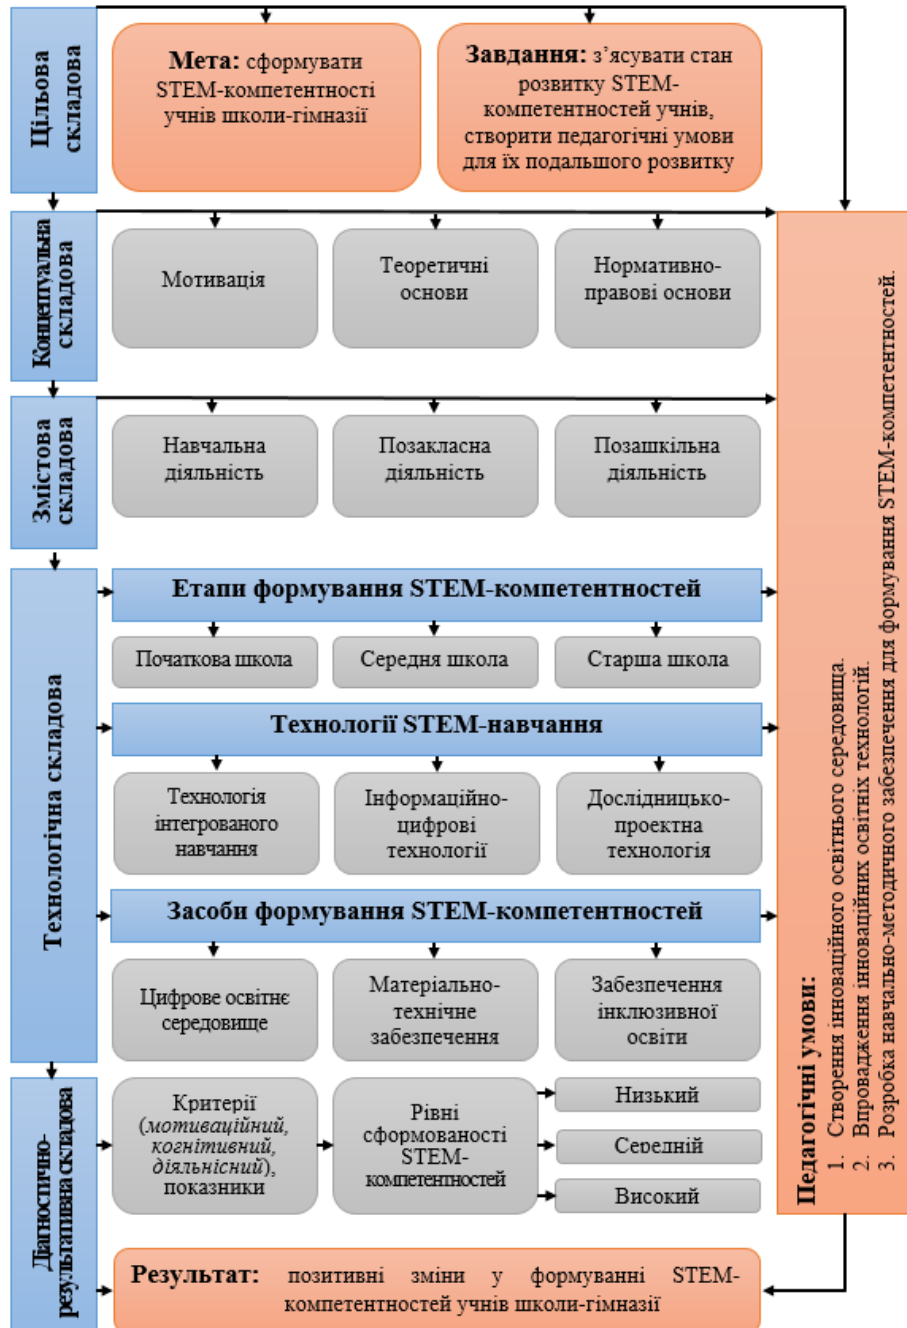 Цільова
складова
Мета: сформувати
STEM-компетентності
учнів школи-гімназії
Завдання: з’ясувати стан
розвитку STEM-
компетентностей учнів,
створити педагогічні умови
для їх подальшого розвитку
Концептуальна
складова
Мотивація
Теоретичні
основи
Нормативно-
правові основи
Змістова
складова
Навчальна
діяльність
Позакласна
діяльність
Позашкільна
діяльність
Технологічна складова
Етапи формування STEM-компетентностей
Початкова школа
Середня школа
Старша школа
Технології STEM-навчання
Технологія
інтегрованого
навчання
Інформаційно-
цифрові
технології
Дослідницько-
проектна
технологія
Засоби формування STEM-компетентностей
Цифрове освітнє
середовище
Матеріально-
технічне
забезпечення
Забезпечення
інклюзивної
освіти
Діагностично-
результативна складова
Критерії
(мотиваційний,
когнітивний,
діяльнісний),
показники
Рівні
сформованості
STEM-
компетентностей
Низький
Середній
Високий
Результат: позитивні зміни у формуванні STEM-
компетентностей учнів школи-гімназії
Педагогічні умови:
1. Створення інноваційного освітнього середовища.
2. Впровадження інноваційних освітніх технологій.
3. Розробка навчально-методичного забезпечення для формування STEM-компетентностей.